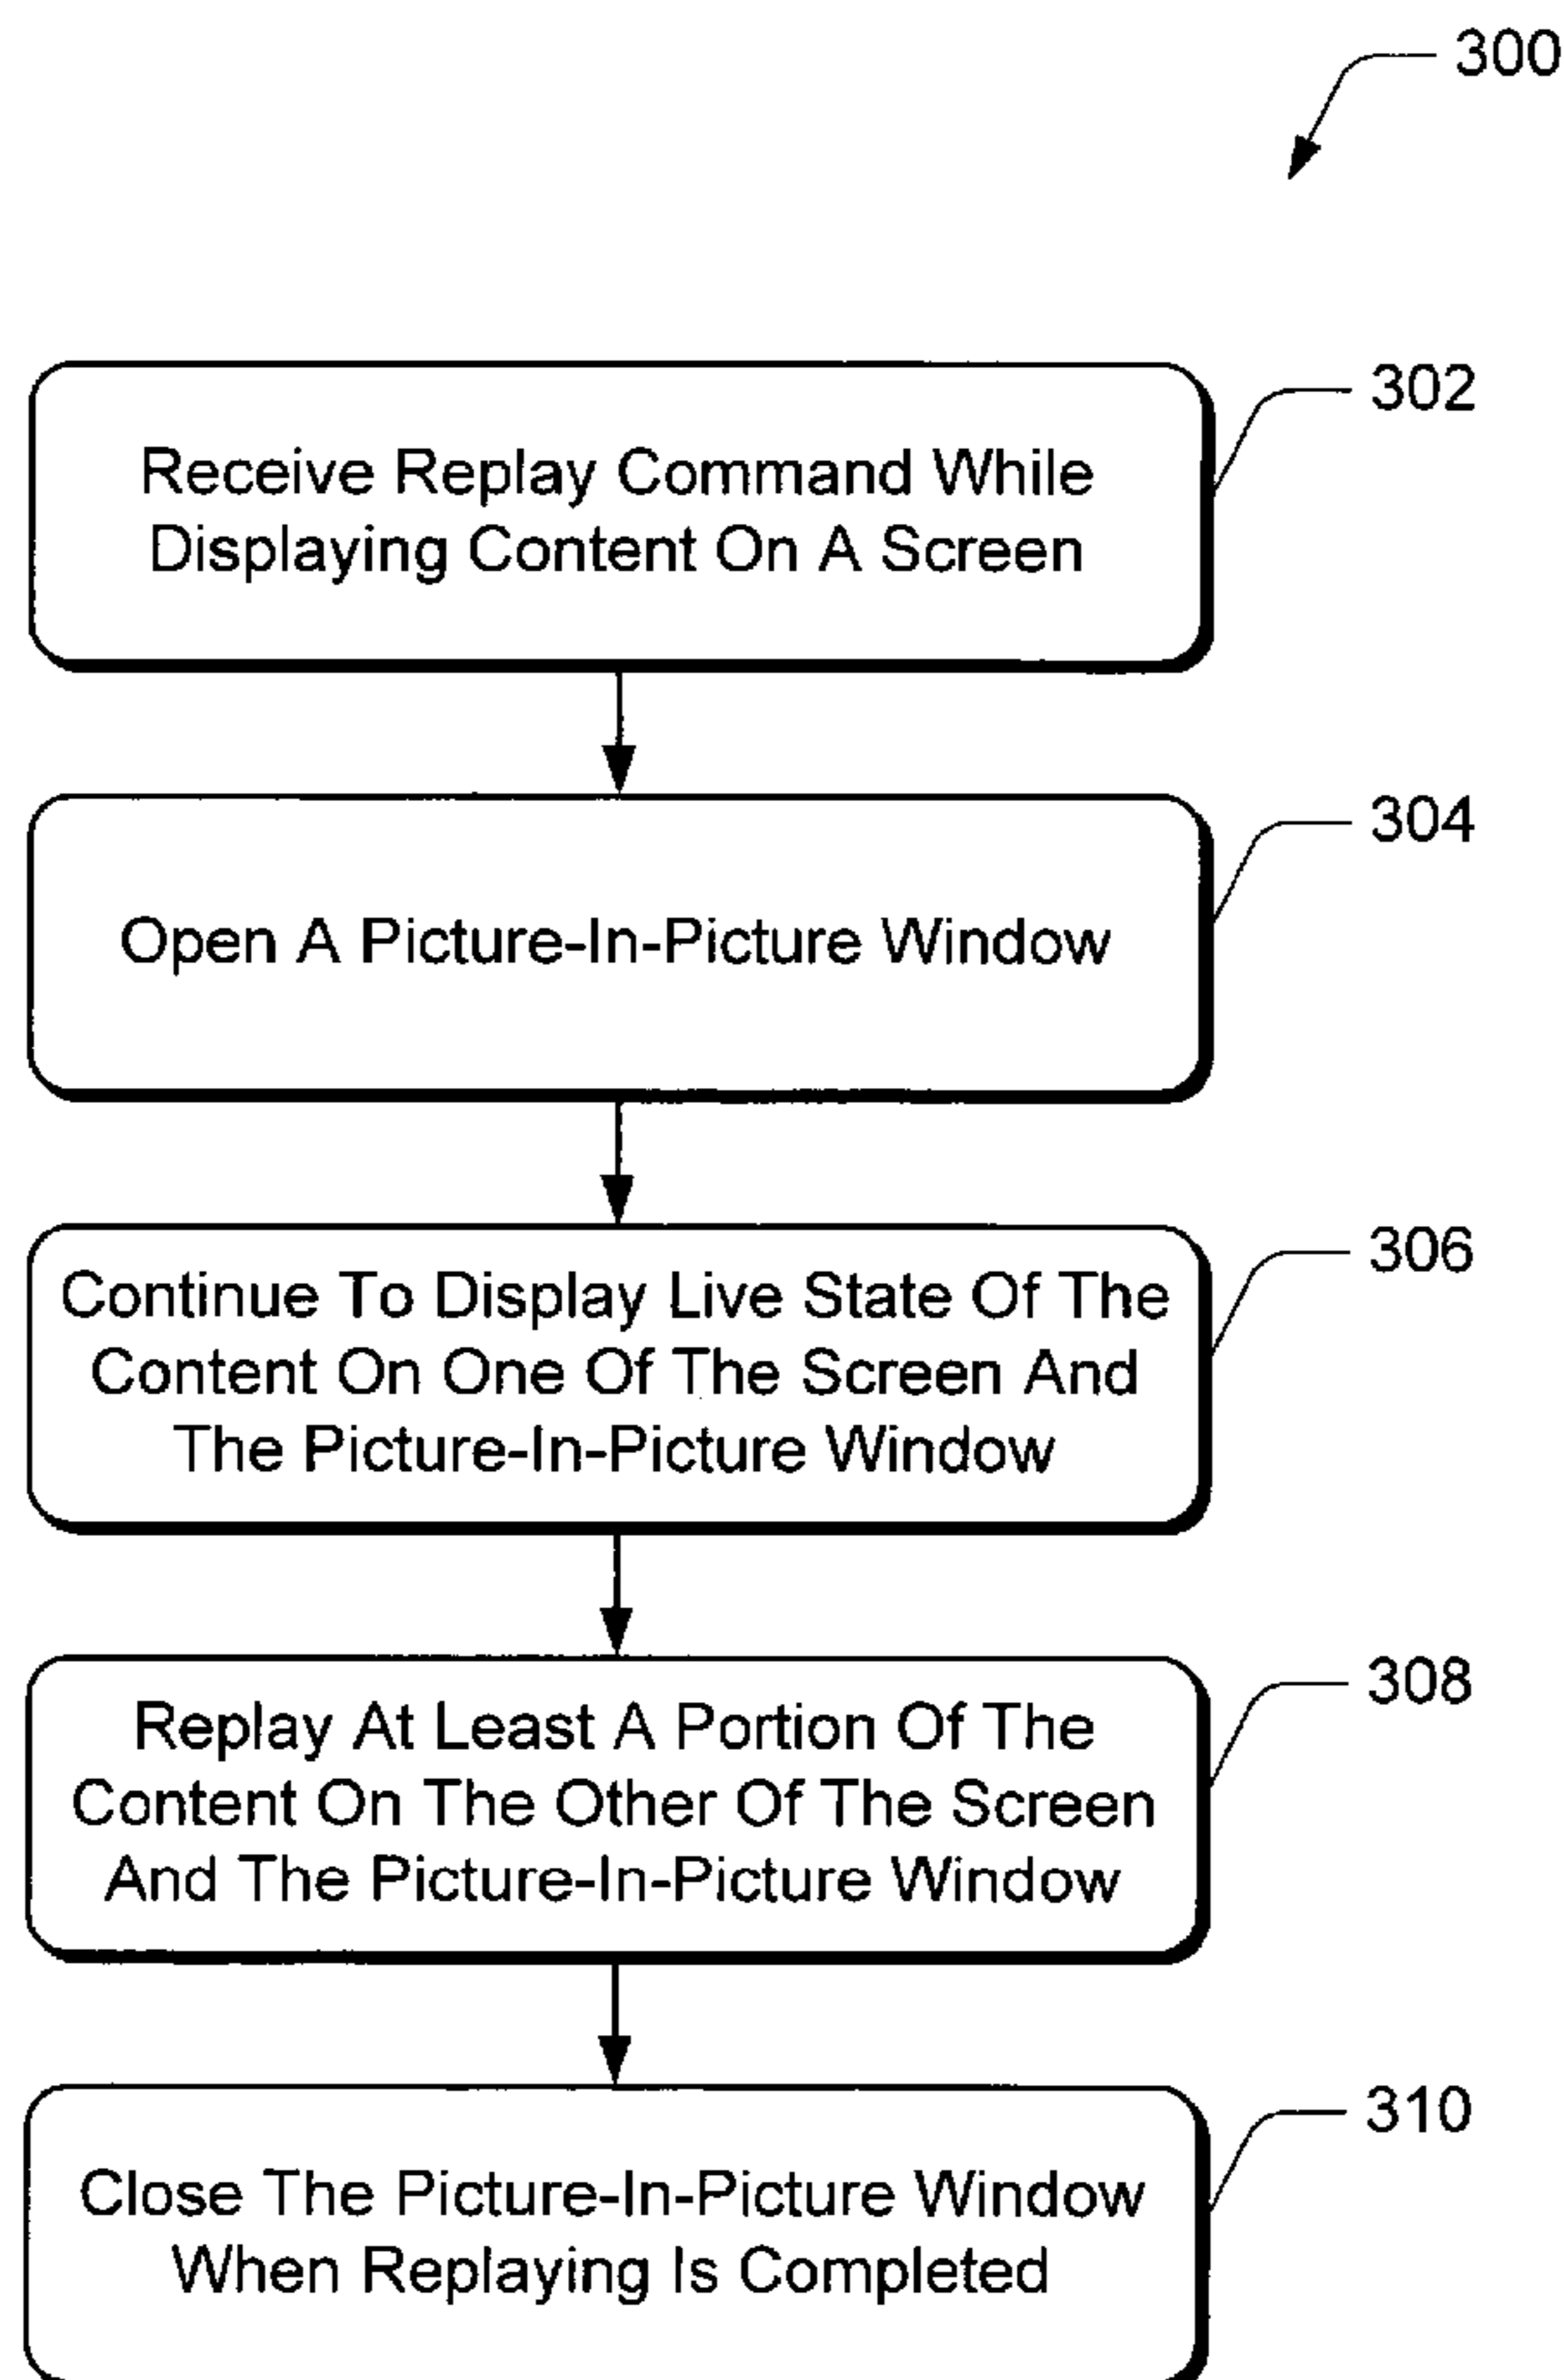 300
302
Receive Replay Command While
Displaying Content On A Screen
304
Open A Picture-In-Picture Window
306
Continue To Display Live State Of The
Content On One Of The Screen And
The Picture-In-Picture Window
308
Replay At Least A Portion Of The
Content On The Other Of The Screen
And The Picture-In-Picture Window
310
Close The Picture-In-Picture Window
When Replaying Is Completed